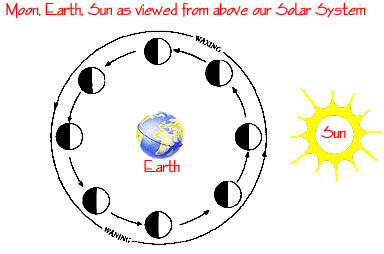 Moon, Earth, Sun as viewed from above our Solar System
WAXING
Sun
Earth
WANING